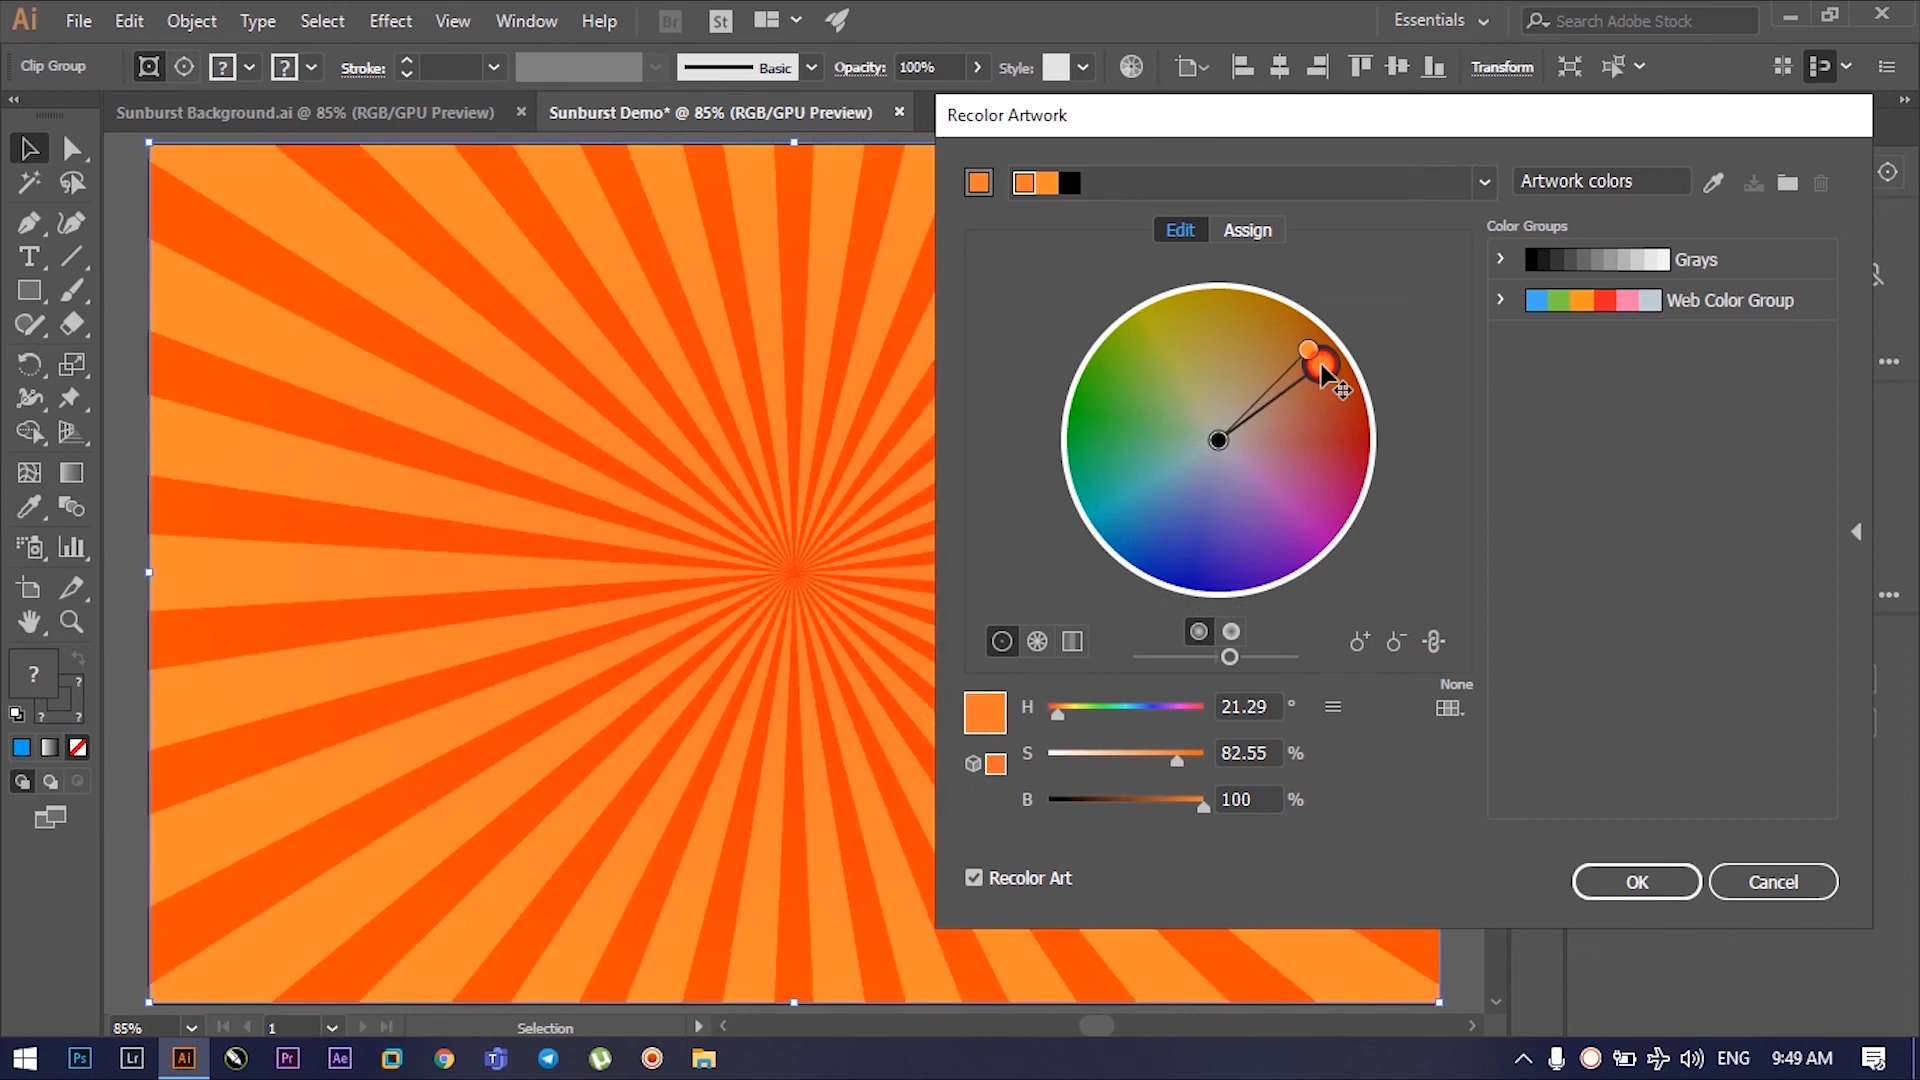 Ai File Edit Object Type Select Effect View Window Help Br St Essentials Search Adobe Stock
Clip Group ? ? Stroke: Basic Opacity: 100% Style: Transform
Sunburst Background.ai @ 85% (RGB/GPU Preview) Sunburst Demo* @ 85% (RGB/GPU Preview)
Recolor Artwork
Artwork colors
Edit Assign
Color Groups
Grays
Web Color Group
None
H 21.29 °
S 82.55 %
B 100 %
Recolor Art
OK Cancel
T
? ?
? ?
85% 1 Selection
Ps Lr Ai Pr Ae ENG 9:49 AM